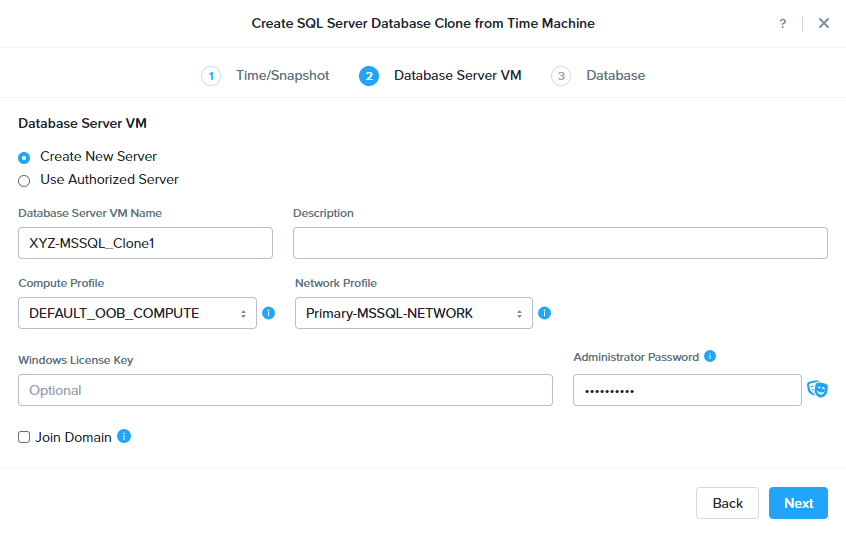 Create SQL Server Database Clone from Time Machine
?
1 Time/Snapshot 2 Database Server VM 3 Database
Database Server VM
Create New Server
Use Authorized Server
Database Server VM Name Description
XYZ-MSSQL_Clone1
Compute Profile Network Profile
DEFAULT_OOB_COMPUTE i Primary-MSSQL-NETWORK i
Windows License Key Administrator Password i
Optional ••••••••••
Join Domain i
Back Next